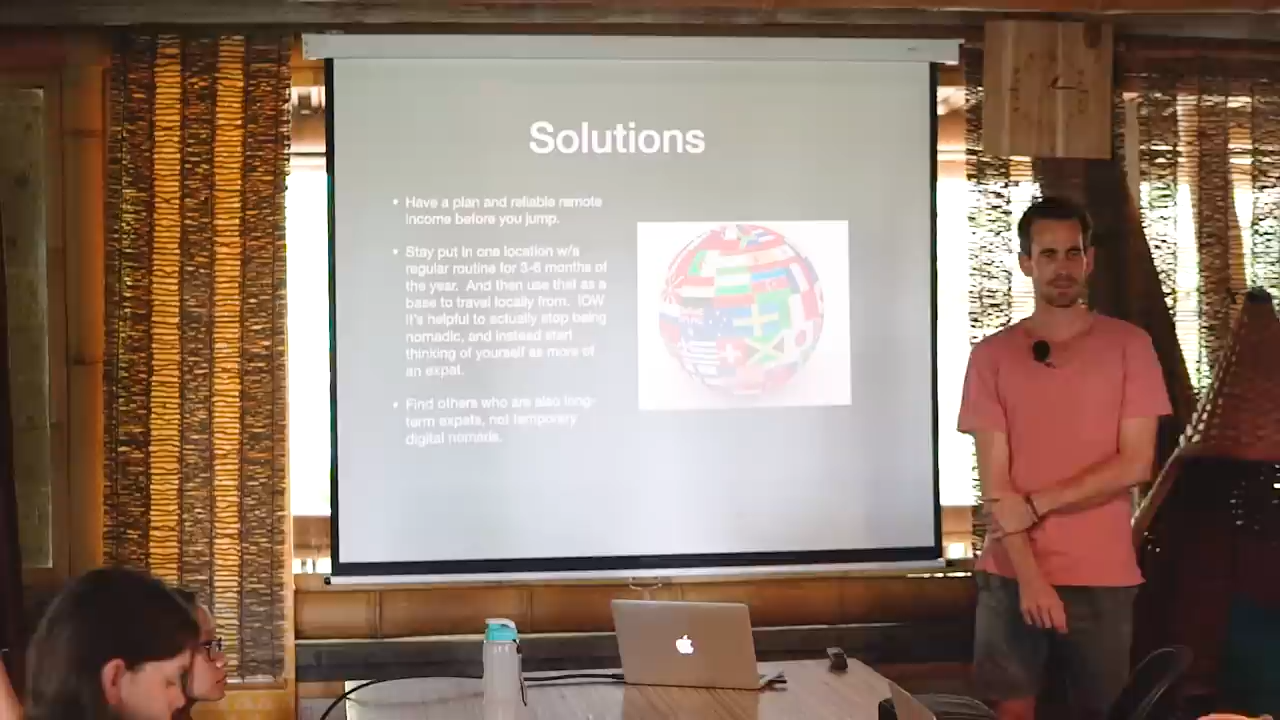 Solutions
• Have a plan and reliable remote
income before you jump.
• Stay put in one location w/a
regular routine for 3-6 months of
the year. And then use that as a
base to travel locally from. IOW
it's helpful to actually stop being
nomadic, and instead start
thinking of yourself as more of
an expat.
• Find others who are also long-
term expats, not temporary
digital nomads.